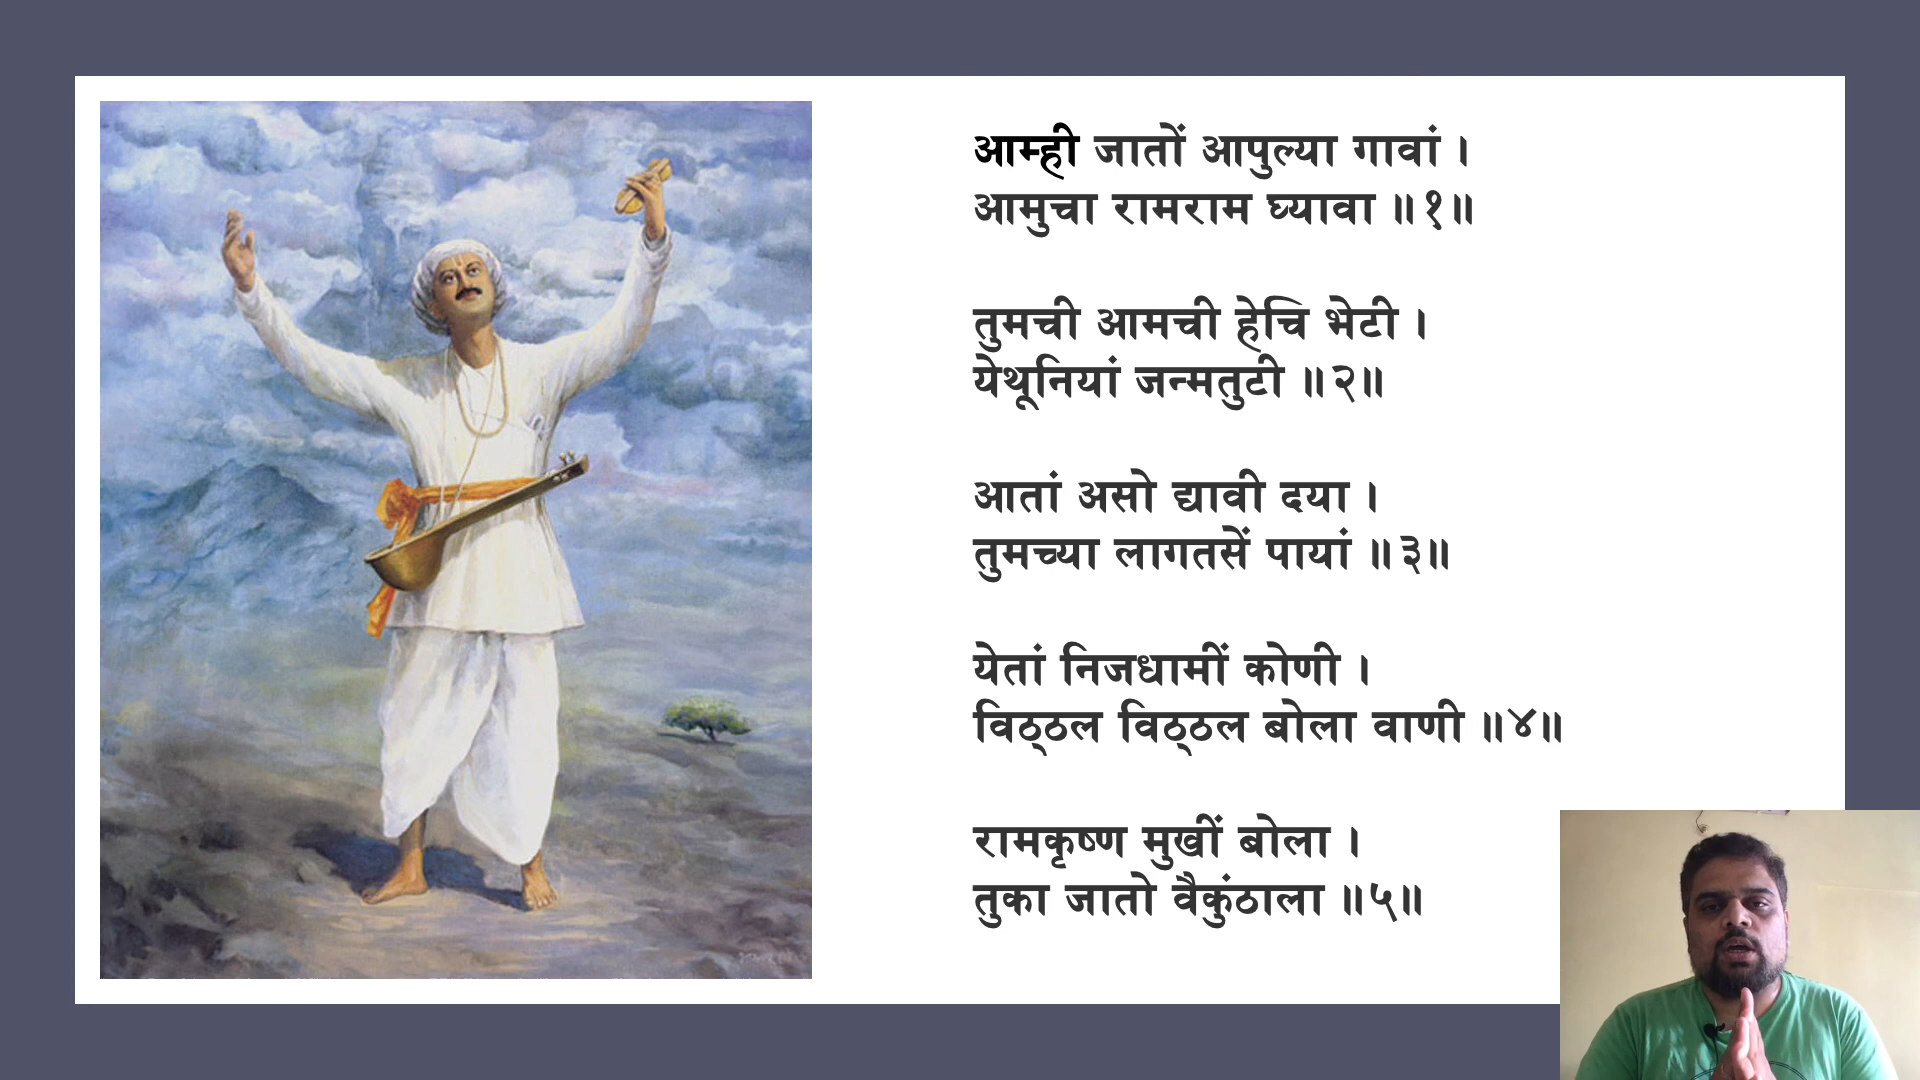 आम्ही जातों आपुल्या गावां ।
आमुचा रामराम घ्यावा ॥१॥
तुमची आमची हेचि भेटी ।
येथूनियां जन्मतुटी ॥२॥
आतां असो द्यावी दया ।
तुमच्या लागतसें पायां ॥३॥
येतां निजधामीं कोणी ।
विठ्ठल विठ्ठल बोला वाणी ॥४॥
रामकृष्ण मुखीं बोला ।
तुका जातो वैकुंठाला ॥५॥